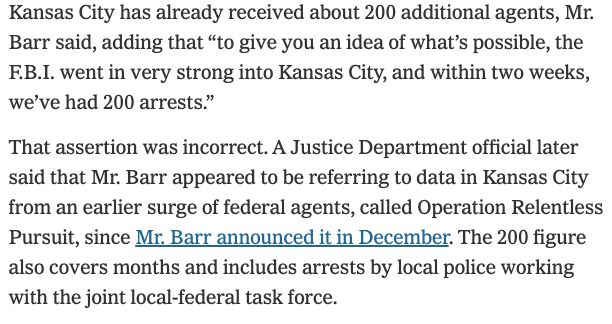 Kansas City has already received about 200 additional agents, Mr.
Barr said, adding that “to give you an idea of what’s possible, the
F.B.I. went in very strong into Kansas City, and within two weeks,
we’ve had 200 arrests.”
That assertion was incorrect. A Justice Department official later
said that Mr. Barr appeared to be referring to data in Kansas City
from an earlier surge of federal agents, called Operation Relentless
Pursuit, since Mr. Barr announced it in December. The 200 figure
also covers months and includes arrests by local police working
with the joint local-federal task force.